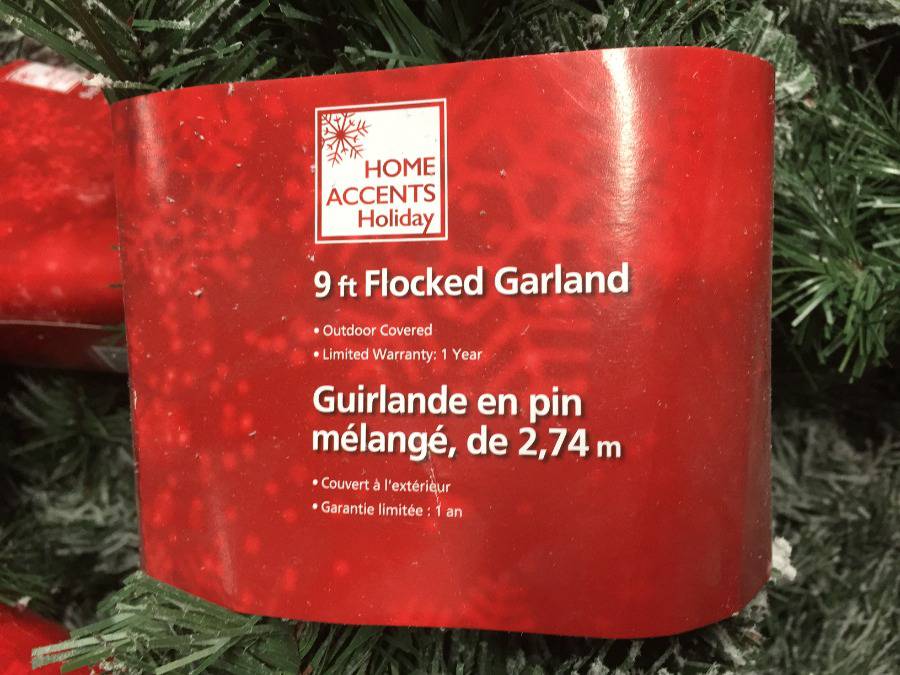 HOME
ACCENTS
Holiday
9 ft Flocked Garland
• Outdoor Covered
• Limited Warranty: 1 Year
Guirlande en pin
mélangé, de 2,74 m
• Couvert à l'extérieur
• Garantie limitée : 1 an